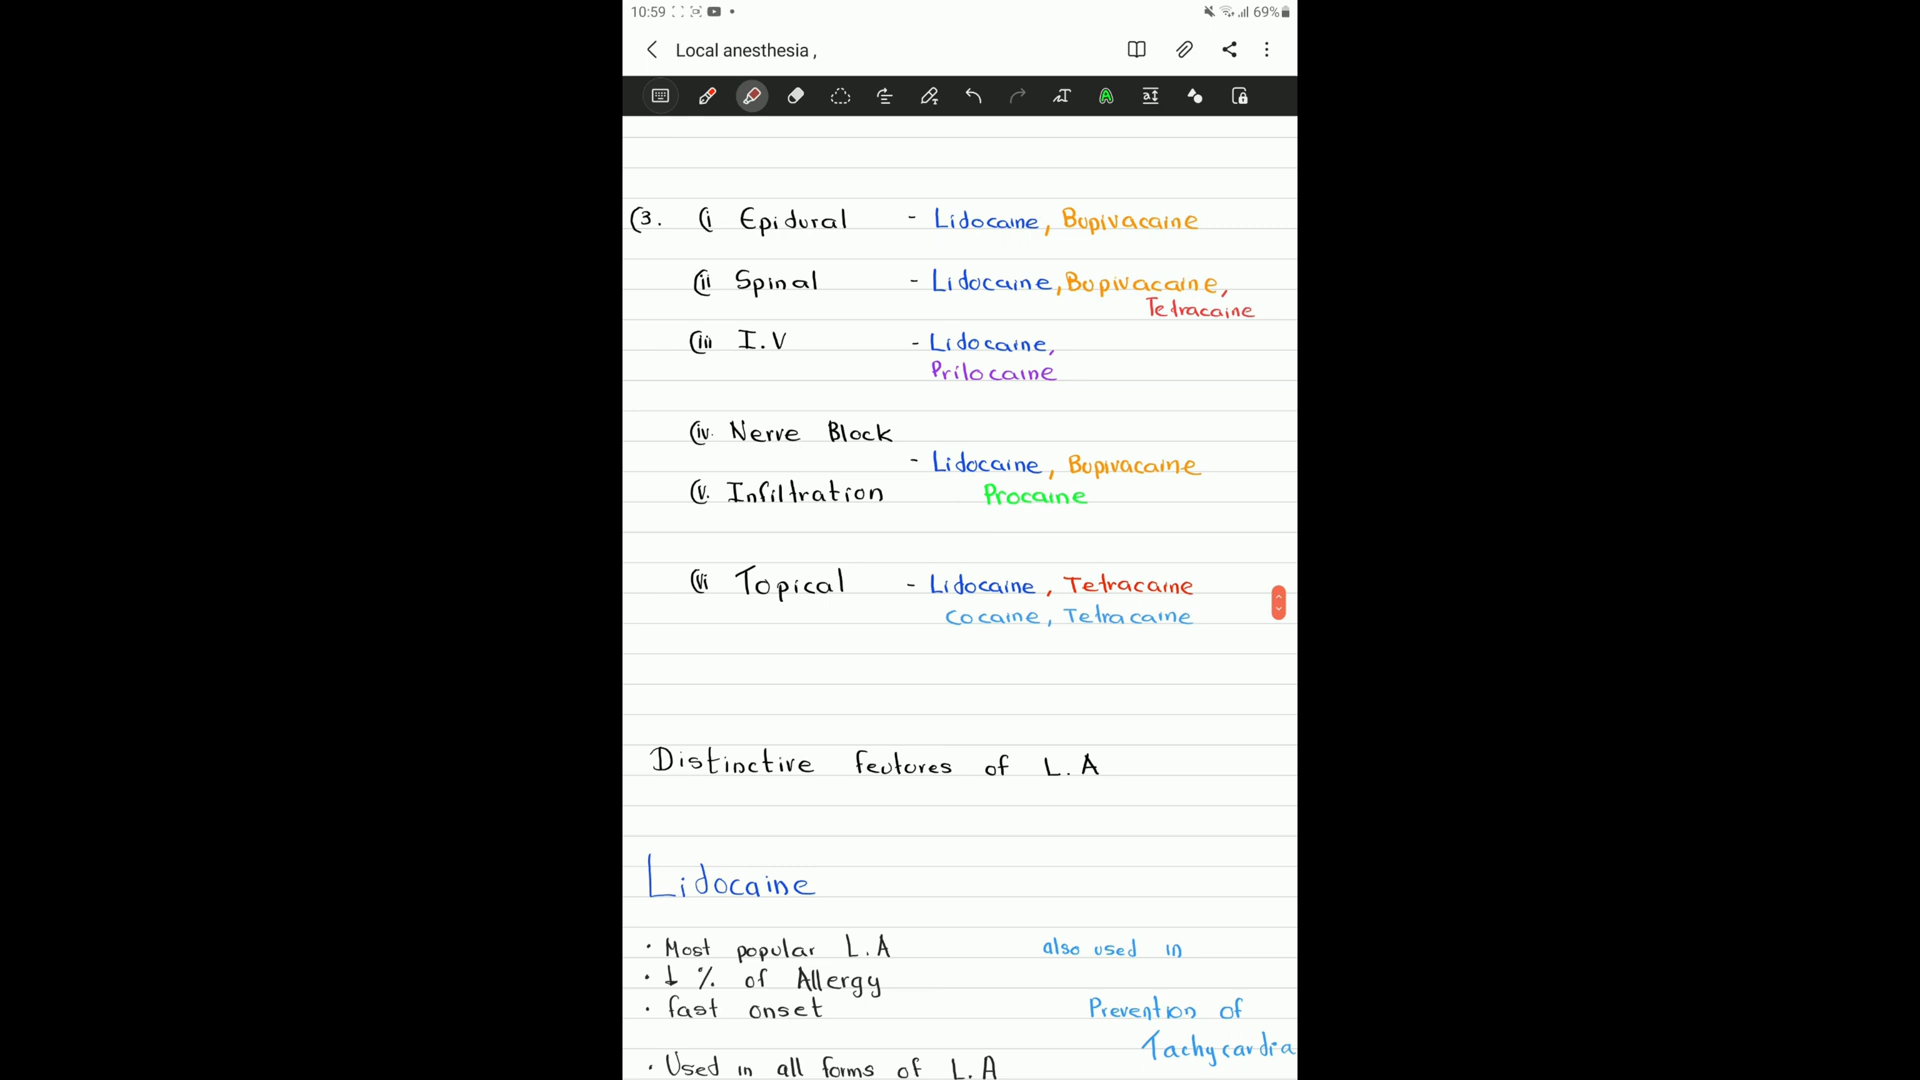 10:59 69%
Local anesthesia ,
(3. (i Epidural - Lidocaine, Bupivacaine
(ii Spinal - Lidocaine, Bupivacaine,
Tetracaine
(iii I.V - Lidocaine,
Prilocaine
(iv. Nerve Block
- Lidocaine, Bupivacaine
(v. Infiltration Procaine
(vi Topical - Lidocaine, Tetracaine
Cocaine, Tetracaine
Distinctive features of L.A
Lidocaine
· Most popular L.A also used in
· ↓ % of Allergy
· fast onset Prevention of
Tachycardia
· Used in all forms of L.A